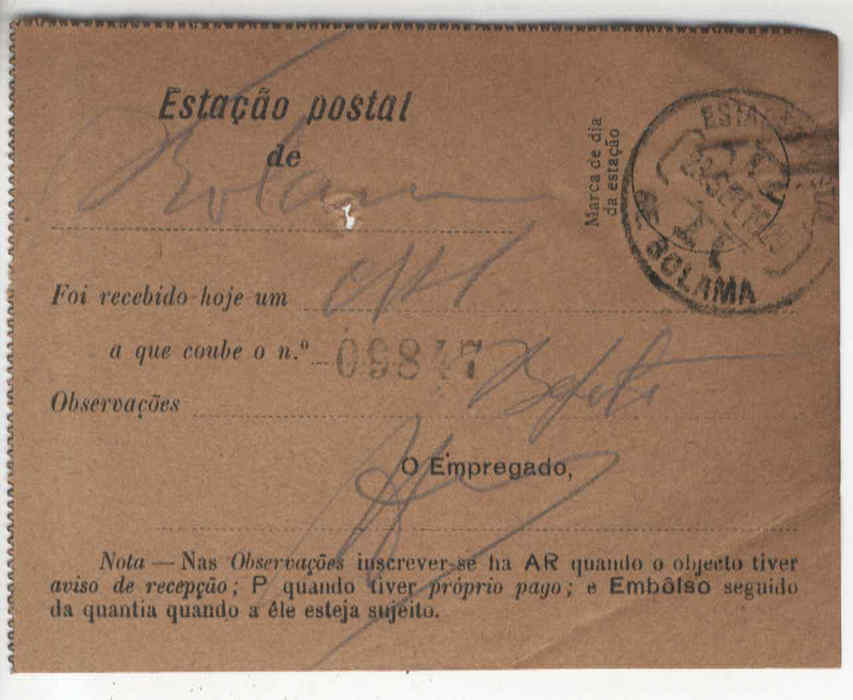 Estação postal
de
Bolama
Marca de dia
da estação
DE BOLAMA
Foi recebido hoje um
a que coube o n.º 09847
Observações
O Empregado,
Nota — Nas Observações inscrever-se ha AR quando o objecto tiver
aviso de recepção; P quando tiver próprio pago; e Embôlso seguido
da quantia quando a êle esteja sujeito.